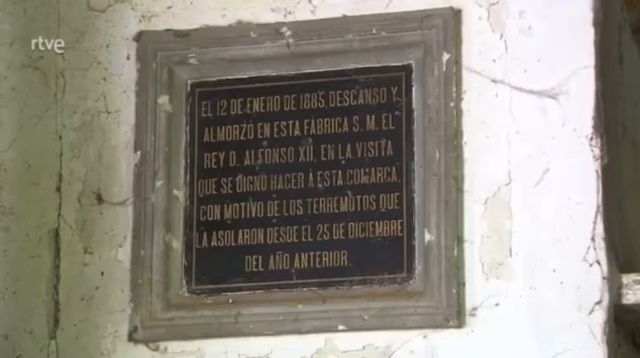 rtve
EL 12 DE ENERO DE 1885, DESCANSO Y
ALMORZÓ EN ESTA FÁBRICA S. M. EL
REY D. ALFONSO XII, EN LA VISITA
QUE SE DIGNÓ HACER A ESTA COMARCA,
CON MOTIVO DE LOS TERREMOTOS QUE
LA ASOLARON DESDE EL 25 DE DICIEMBRE
DEL AÑO ANTERIOR.